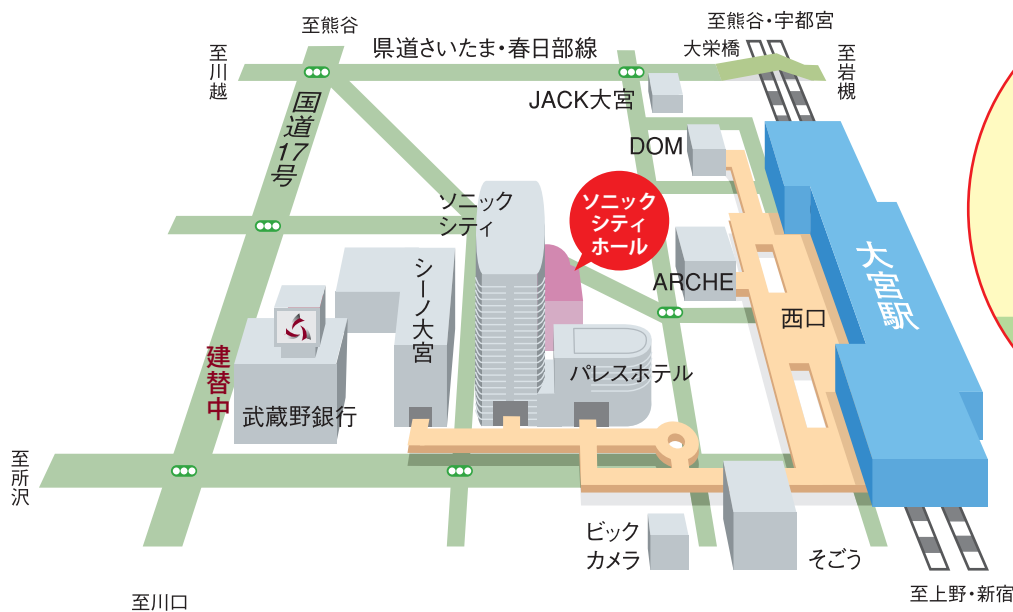 至熊谷
至熊谷・宇都宮
県道さいたま・春日部線
大栄橋
至川越
至岩槻
国道17号
JACK大宮
DOM
ソニック
シティ
ソニック
シティ
ホール
シーノ大宮
ARCHE
西口
大宮駅
建替中
武蔵野銀行
パレスホテル
至所沢
ビック
カメラ
そごう
至川口
至上野・新宿